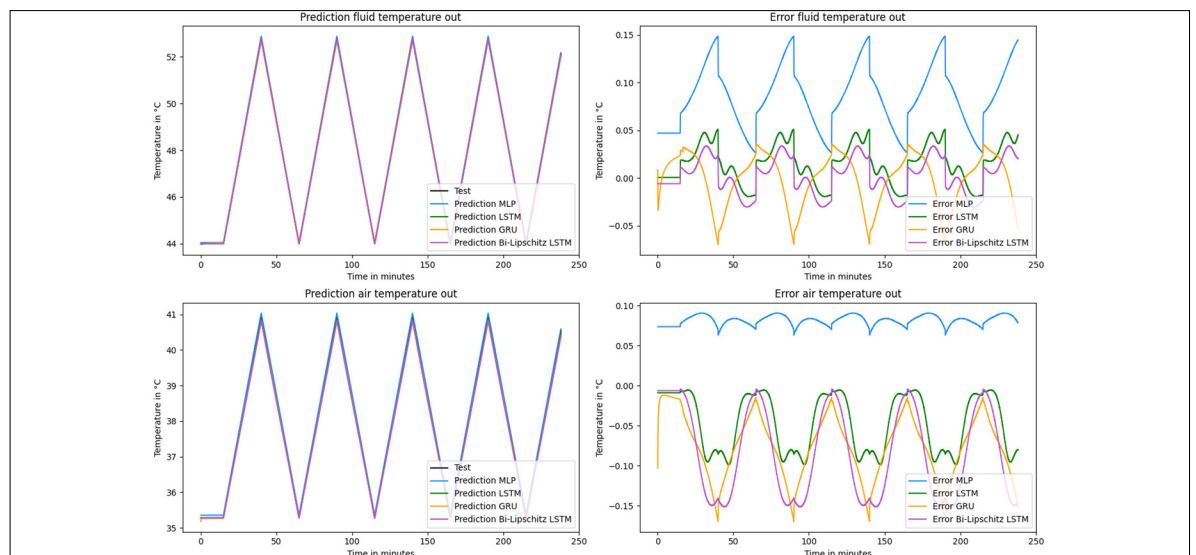 Prediction fluid temperature out
Temperature in °C
52
50
48
46
44
0
50
100
150
200
250
Time in minutes
Test
Prediction MLP
Prediction LSTM
Prediction GRU
Prediction Bi-Lipschitz LSTM
Error fluid temperature out
Temperature in °C
0.15
0.10
0.05
0.00
−0.05
0
50
100
150
200
250
Time in minutes
Error MLP
Error LSTM
Error GRU
Error Bi-Lipschitz LSTM
Prediction air temperature out
Temperature in °C
41
40
39
38
37
36
35
0
50
100
150
200
250
Time in minutes
Test
Prediction MLP
Prediction LSTM
Prediction GRU
Prediction Bi-Lipschitz LSTM
Error air temperature out
Temperature in °C
0.10
0.05
0.00
−0.05
−0.10
−0.15
0
50
100
150
200
250
Time in minutes
Error MLP
Error LSTM
Error GRU
Error Bi-Lipschitz LSTM